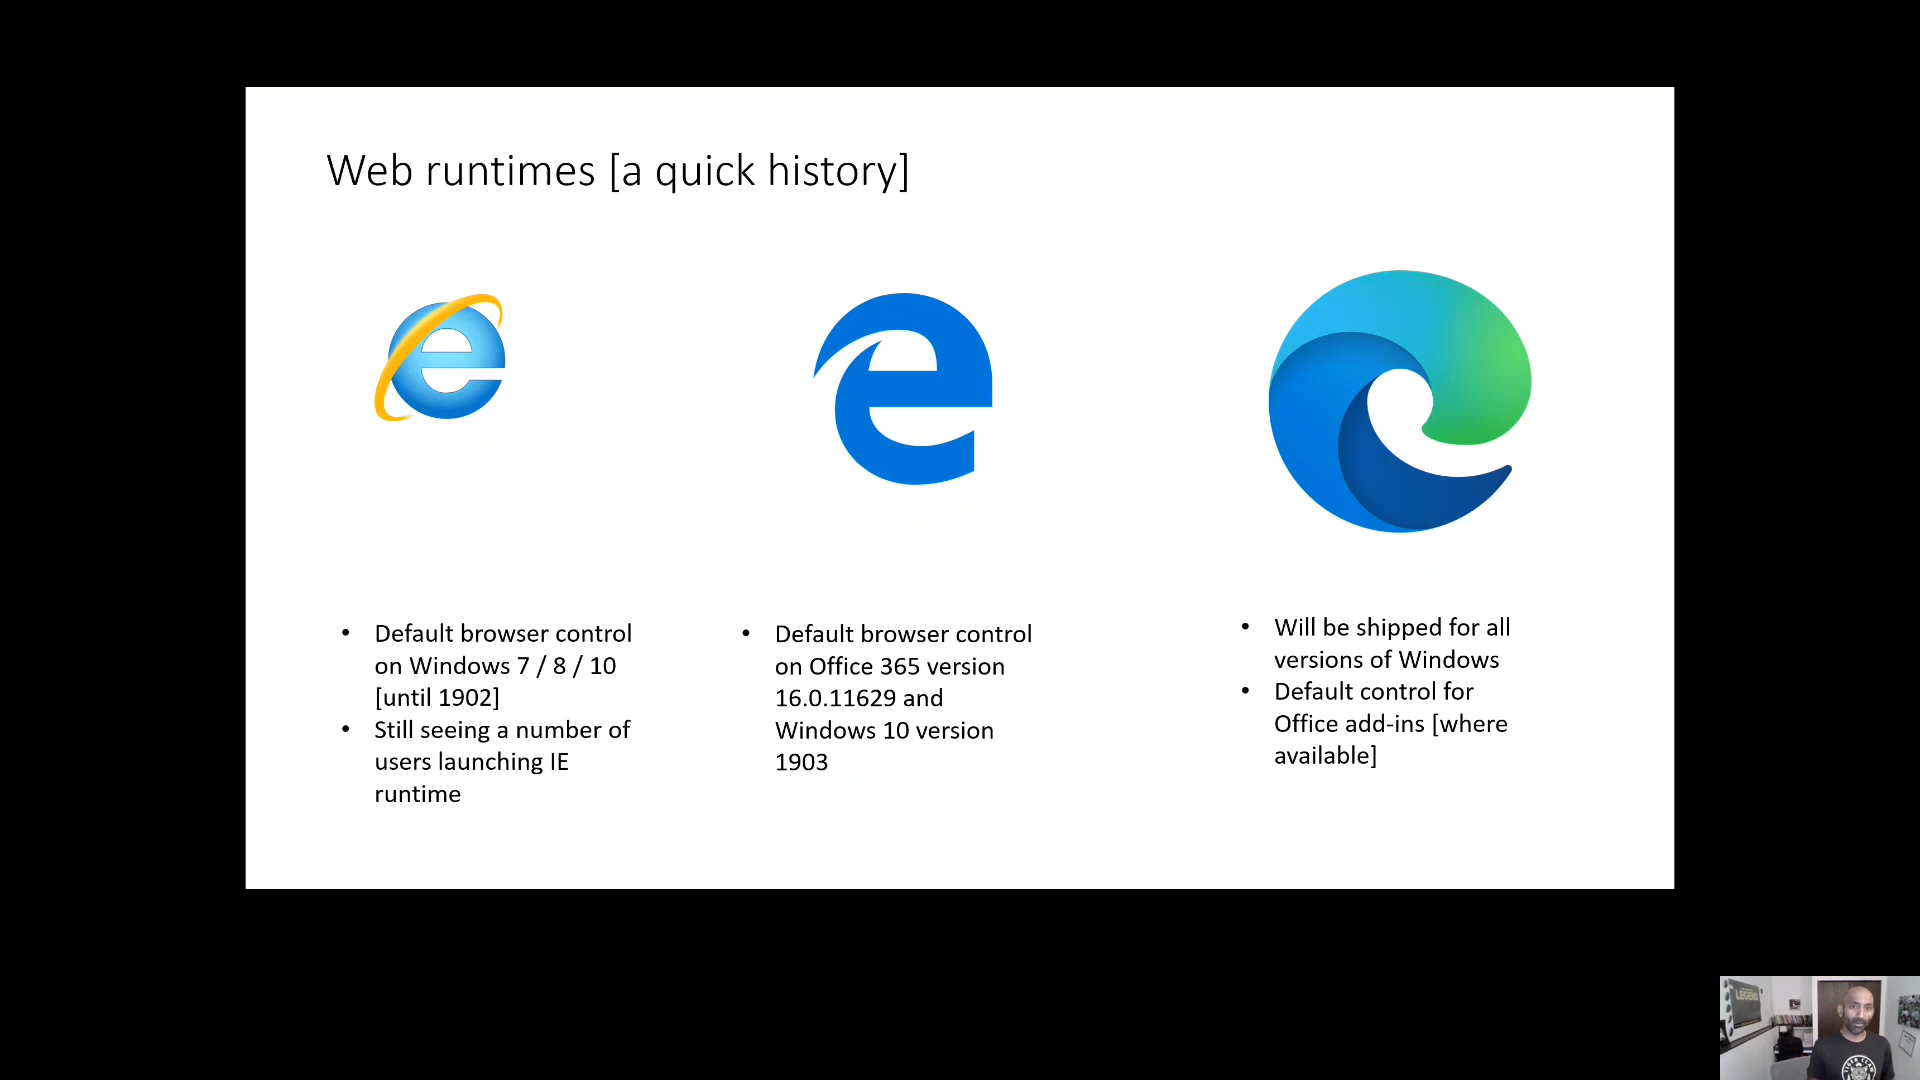 Web runtimes [a quick history]
• Default browser control
on Windows 7 / 8 / 10
[until 1902]
• Still seeing a number of
users launching IE
runtime
• Default browser control
on Office 365 version
16.0.11629 and
Windows 10 version
1903
• Will be shipped for all
versions of Windows
• Default control for
Office add-ins [where
available]
LEGEND